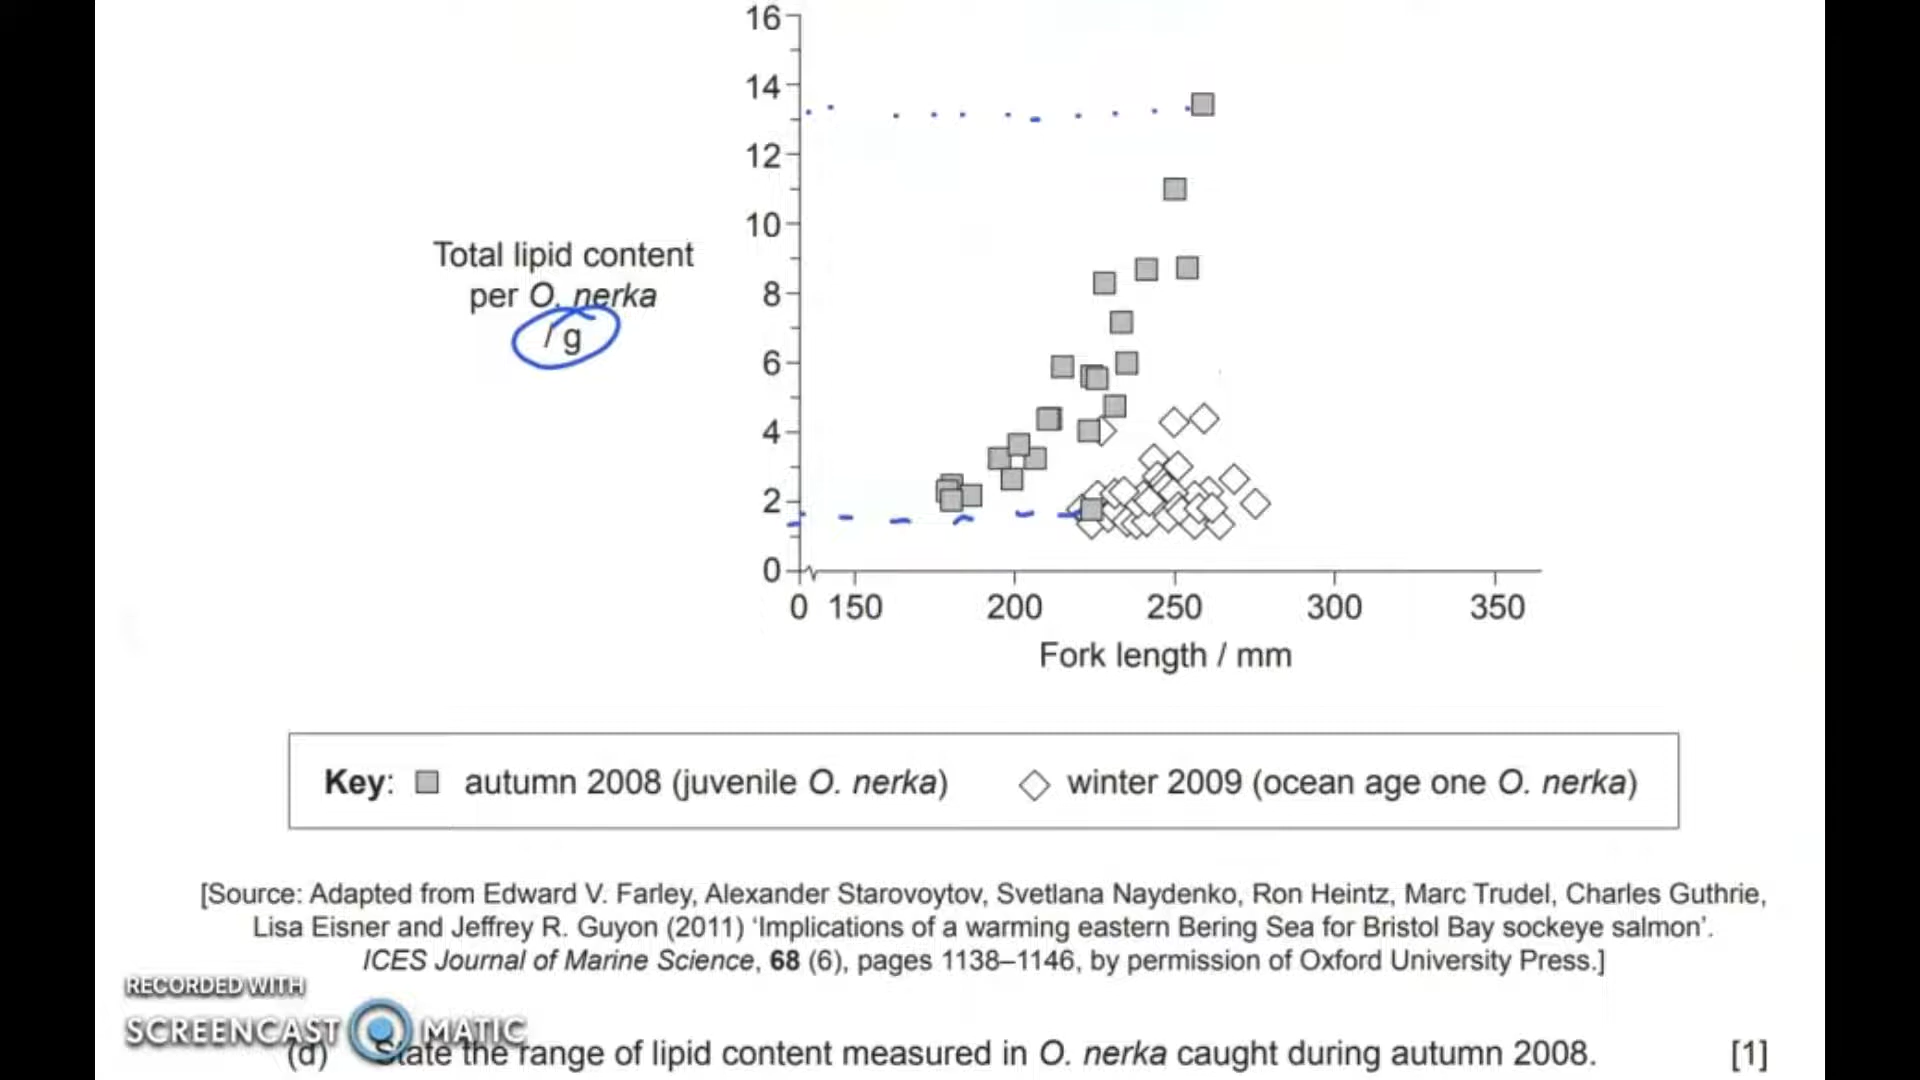 16
14
12
10
Total lipid content
per O. nerka
/ g
8
6
4
2
0
0 150 200 250 300 350
Fork length / mm
Key: autumn 2008 (juvenile O. nerka) winter 2009 (ocean age one O. nerka)
[Source: Adapted from Edward V. Farley, Alexander Starovoytov, Svetlana Naydenko, Ron Heintz, Marc Trudel, Charles Guthrie,
Lisa Eisner and Jeffrey R. Guyon (2011) ‘Implications of a warming eastern Bering Sea for Bristol Bay sockeye salmon’.
ICES Journal of Marine Science, 68 (6), pages 1138–1146, by permission of Oxford University Press.]
RECORDED WITH
SCREENCAST MATIC
(d) State the range of lipid content measured in O. nerka caught during autumn 2008. [1]